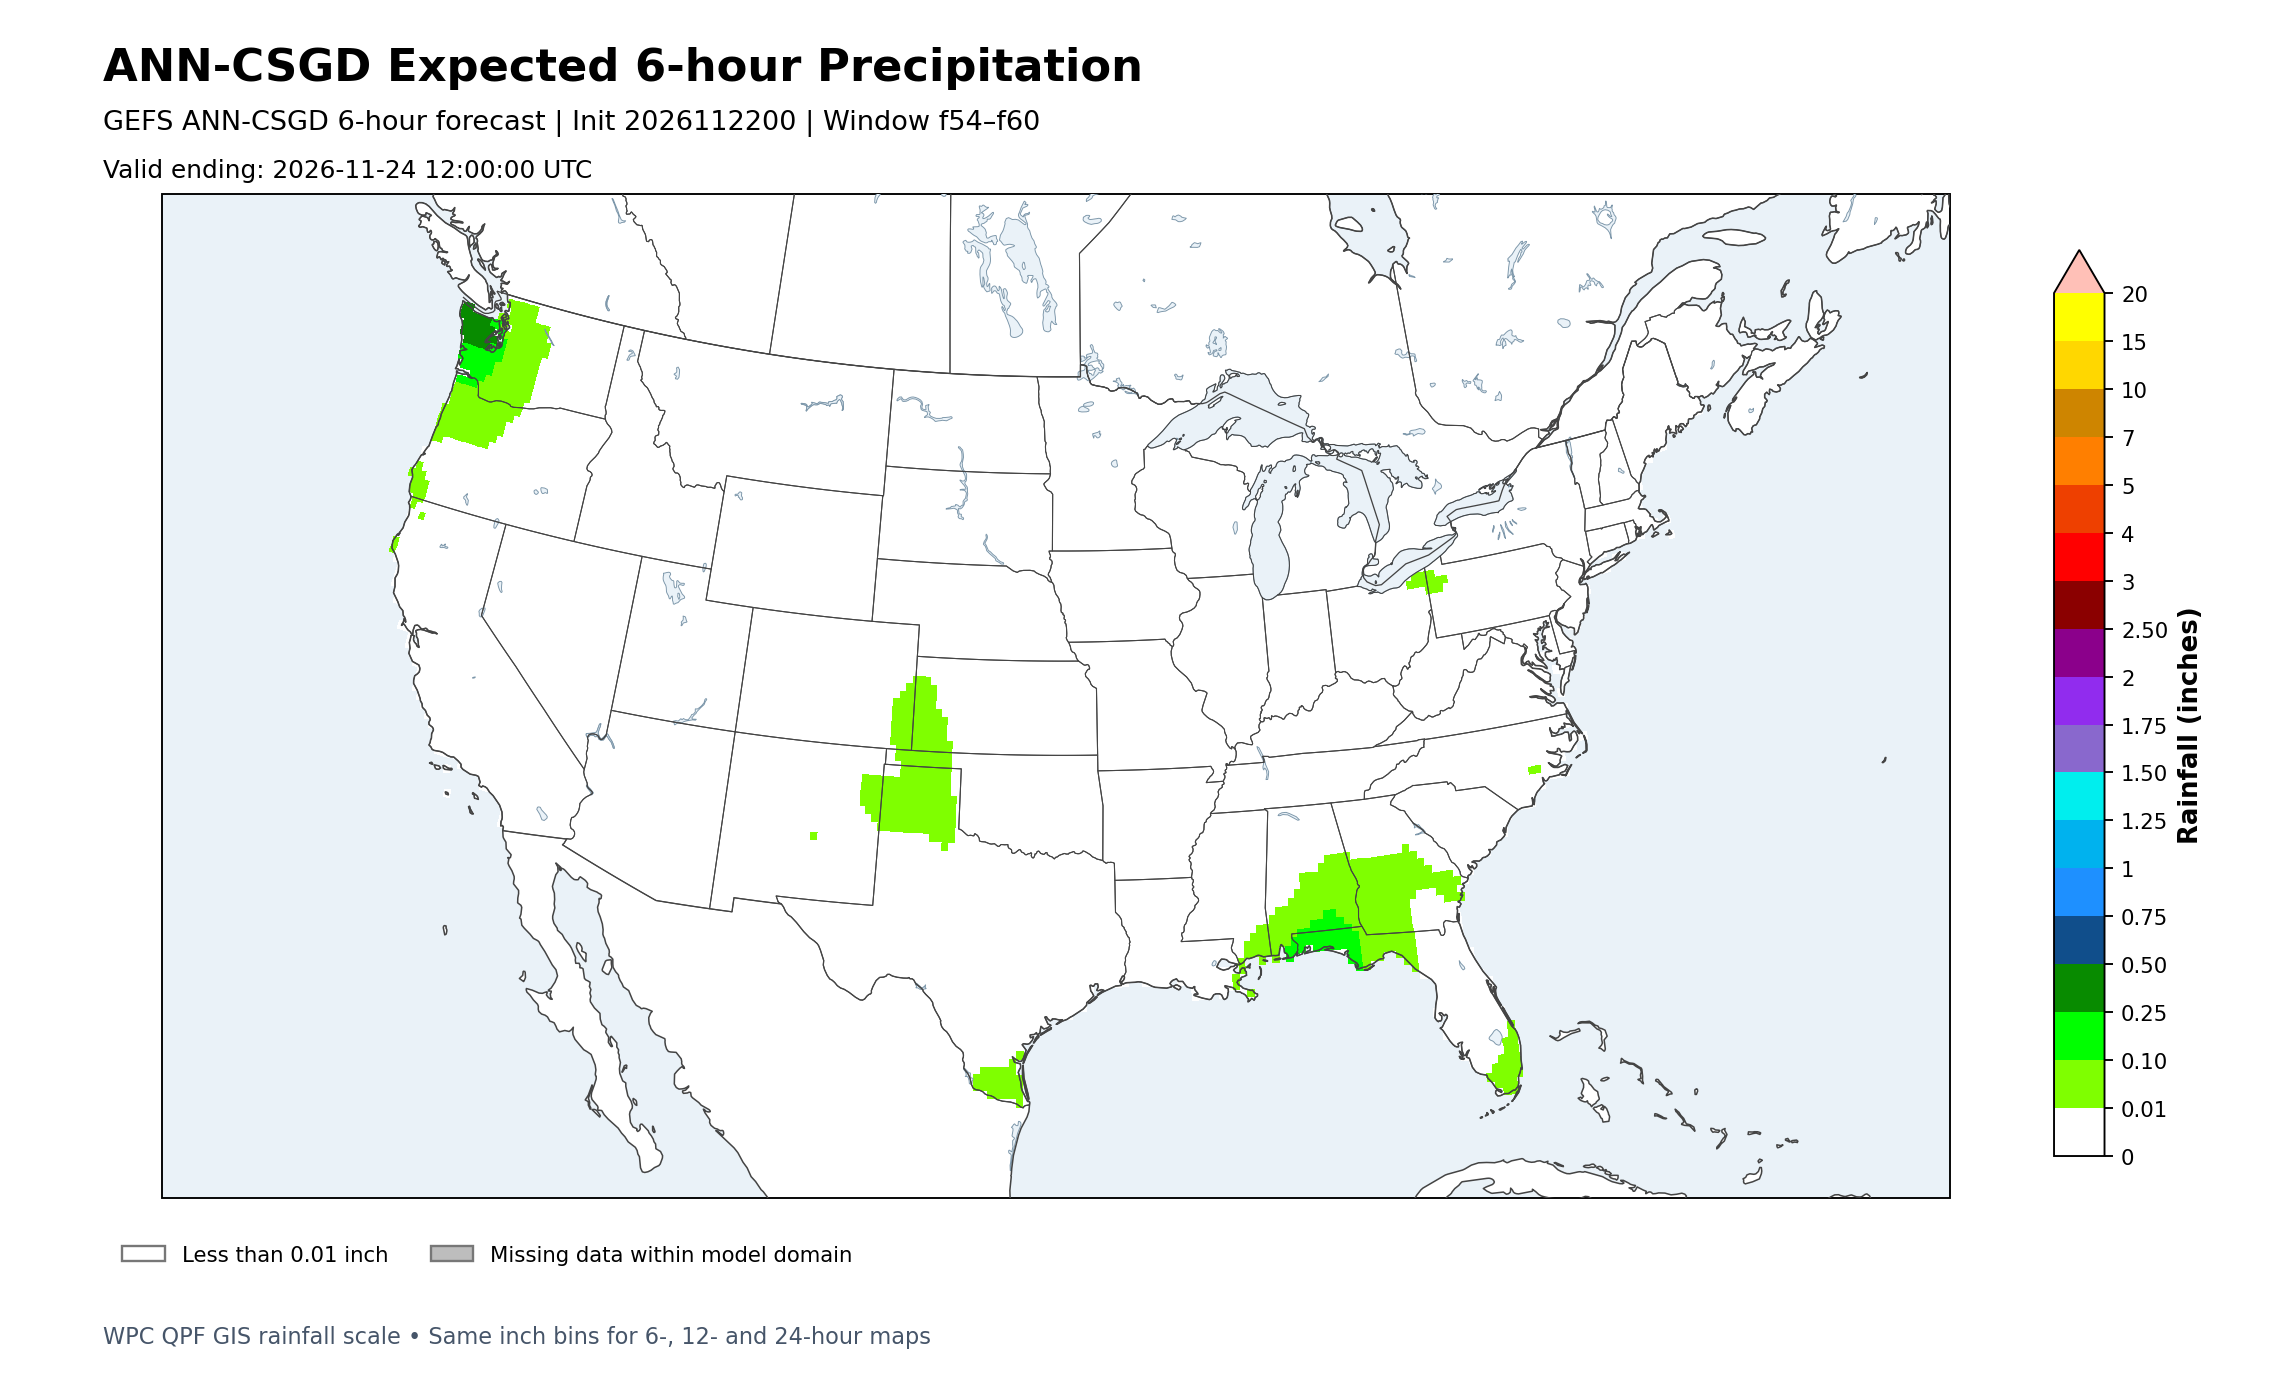 ANN-CSGD Expected 6-hour Precipitation
GEFS ANN-CSGD 6-hour forecast | Init 2026112200 | Window f54–f60
Valid ending: 2026-11-24 12:00:00 UTC
20
15
10
7
5
4
3
2.50
2
1.75
1.50
1.25
1
0.75
0.50
0.25
0.10
0.01
0
Rainfall (inches)
Less than 0.01 inch
Missing data within model domain
WPC QPF GIS rainfall scale • Same inch bins for 6-, 12- and 24-hour maps